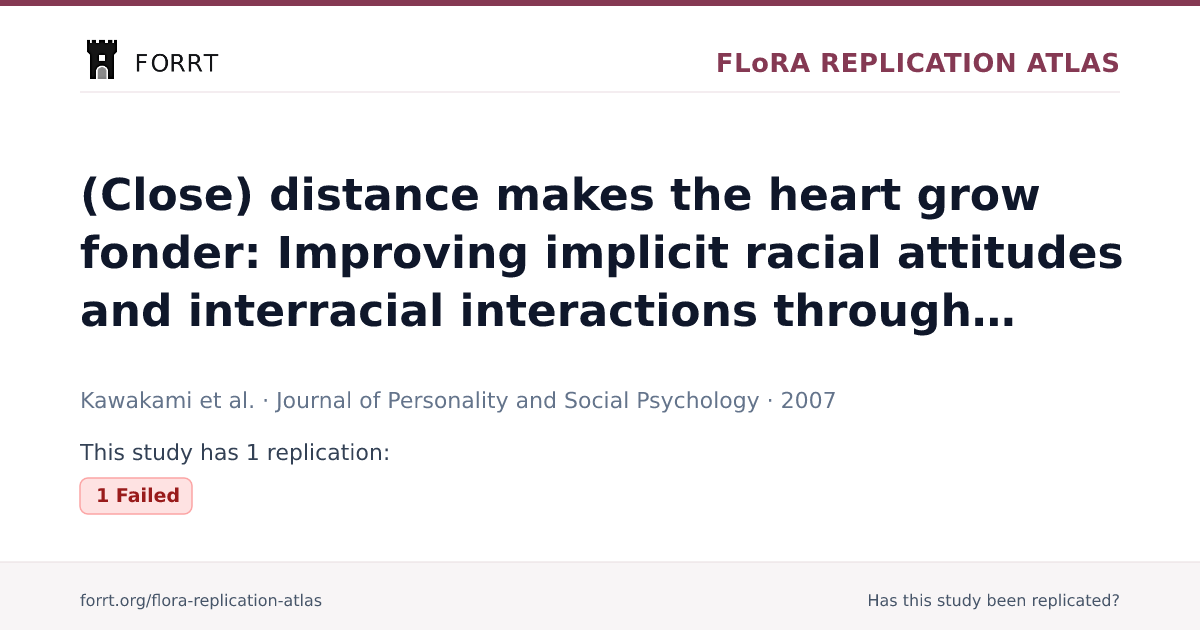 FORRT
FLoRA REPLICATION ATLAS
(Close) distance makes the heart grow
fonder: Improving implicit racial attitudes
and interracial interactions through…
Kawakami et al. · Journal of Personality and Social Psychology · 2007
This study has 1 replication:
1 Failed
forrt.org/flora-replication-atlas
Has this study been replicated?